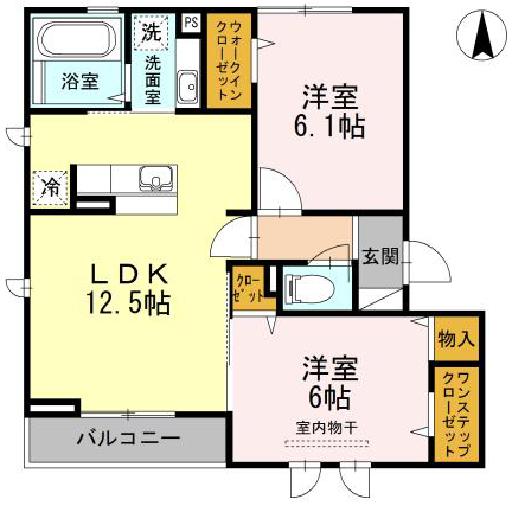 浴室
洗
洗面室
PS
ウォークイン
クローゼット
洋室
6.1帖
冷
LDK
12.5帖
玄関
クロー
ゼット
洋室
6帖
室内物干
物入
ワンステップ
クローゼット
バルコニー